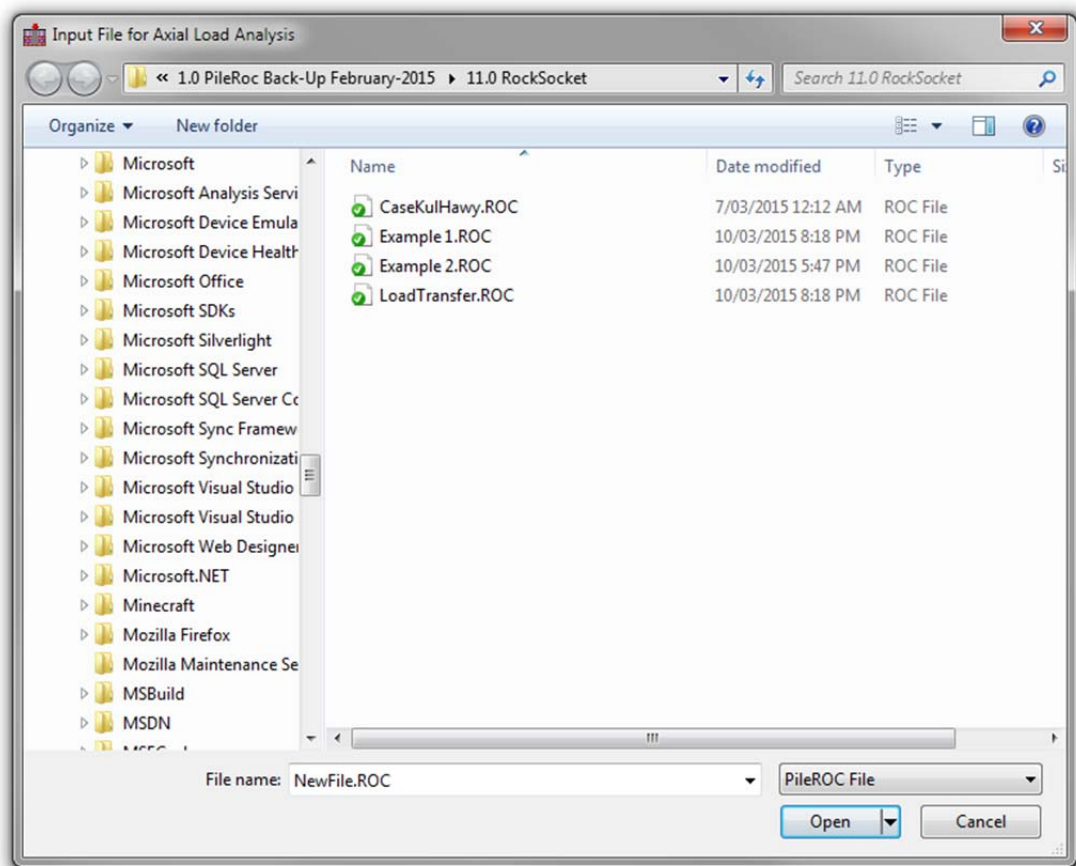 Input File for Axial Load Analysis
« 1.0 PileRoc Back-Up February-2015 11.0 RockSocket Search 11.0 RockSocket
Organize New folder
Name Date modified Type Si
Microsoft
Microsoft Analysis Servi
Microsoft Device Emula
Microsoft Device Health
Microsoft Office
Microsoft SDKs
Microsoft Silverlight
Microsoft SQL Server
Microsoft SQL Server Co
Microsoft Sync Framew
Microsoft Synchronizati
Microsoft Visual Studio
Microsoft Visual Studio
Microsoft Web Designer
Microsoft.NET
Minecraft
Mozilla Firefox
Mozilla Maintenance Se
MSBuild
MSDN
CaseKulHawy.ROC 7/03/2015 12:12 AM ROC File
Example 1.ROC 10/03/2015 8:18 PM ROC File
Example 2.ROC 10/03/2015 5:47 PM ROC File
LoadTransfer.ROC 10/03/2015 8:18 PM ROC File
File name: NewFile.ROC PileROC File
Open Cancel